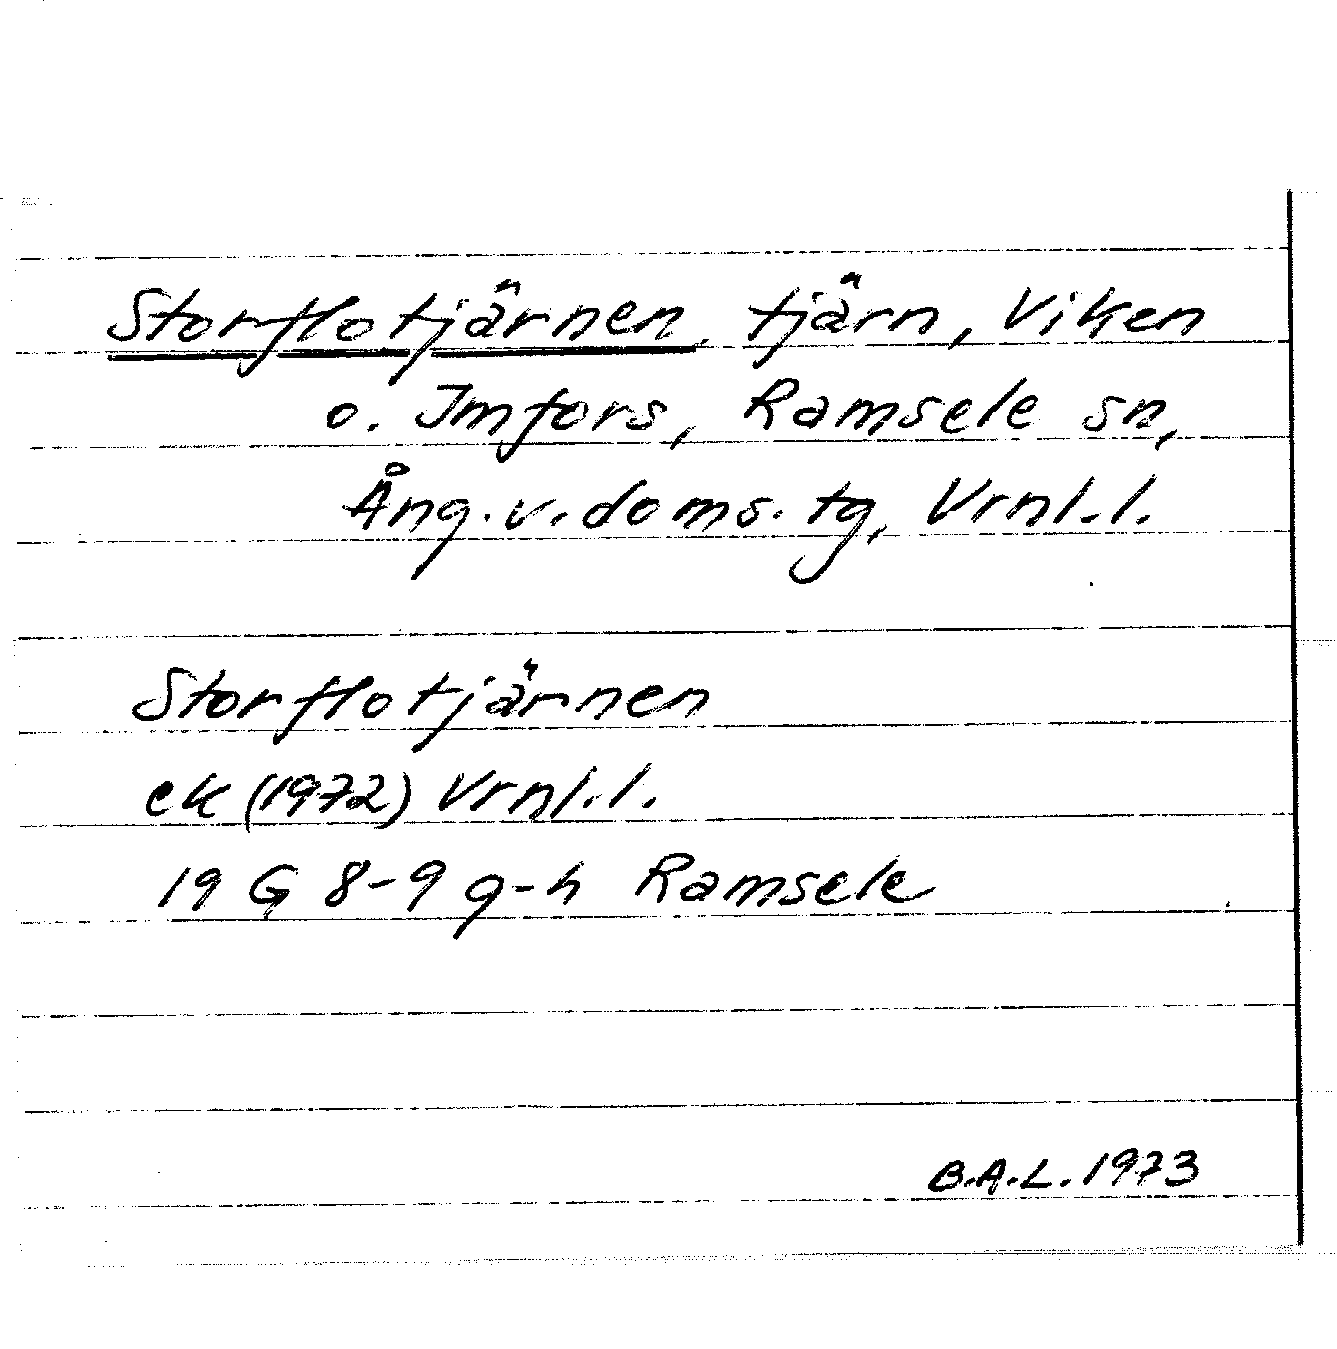 Storflotjärnen, tjärn, Viken
o. Imfors, Ramsele sn,
Ång.v.doms.tg, Vrnl.l.
Storflotjärnen
ek (1972) Vrnl.l.
19 G 8-9 g-h Ramsele
B.A.L. 1973